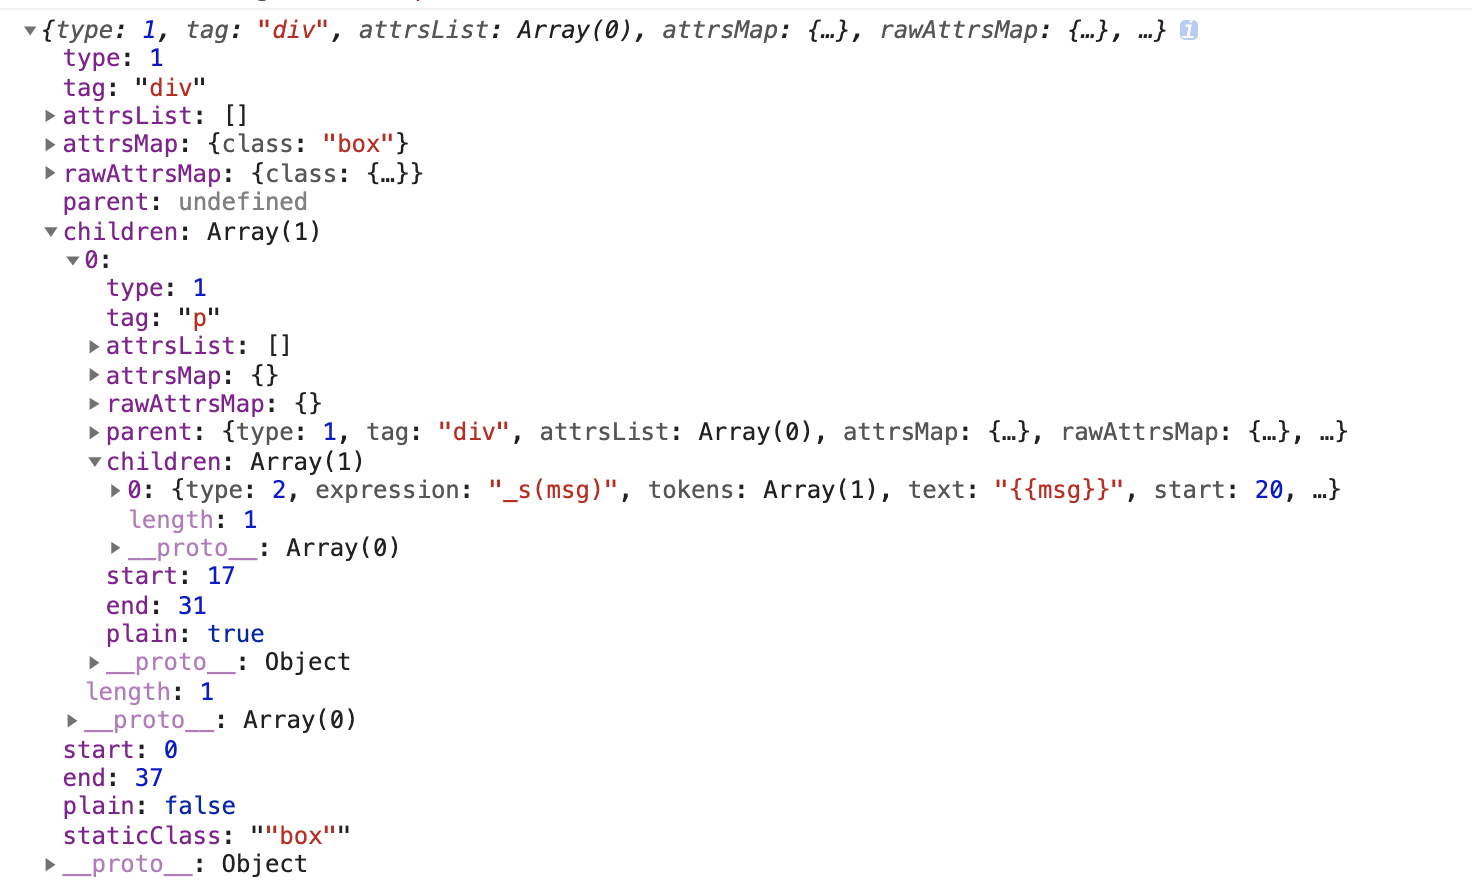 {type: 1, tag: "div", attrsList: Array(0), attrsMap: {…}, rawAttrsMap: {…}, …} i
type: 1
tag: "div"
attrsList: []
attrsMap: {class: "box"}
rawAttrsMap: {class: {…}}
parent: undefined
children: Array(1)
0:
type: 1
tag: "p"
attrsList: []
attrsMap: {}
rawAttrsMap: {}
parent: {type: 1, tag: "div", attrsList: Array(0), attrsMap: {…}, rawAttrsMap: {…}, …}
children: Array(1)
0: {type: 2, expression: "_s(msg)", tokens: Array(1), text: "{{msg}}", start: 20, …}
length: 1
__proto__: Array(0)
start: 17
end: 31
plain: true
__proto__: Object
length: 1
__proto__: Array(0)
start: 0
end: 37
plain: false
staticClass: ""box""
__proto__: Object